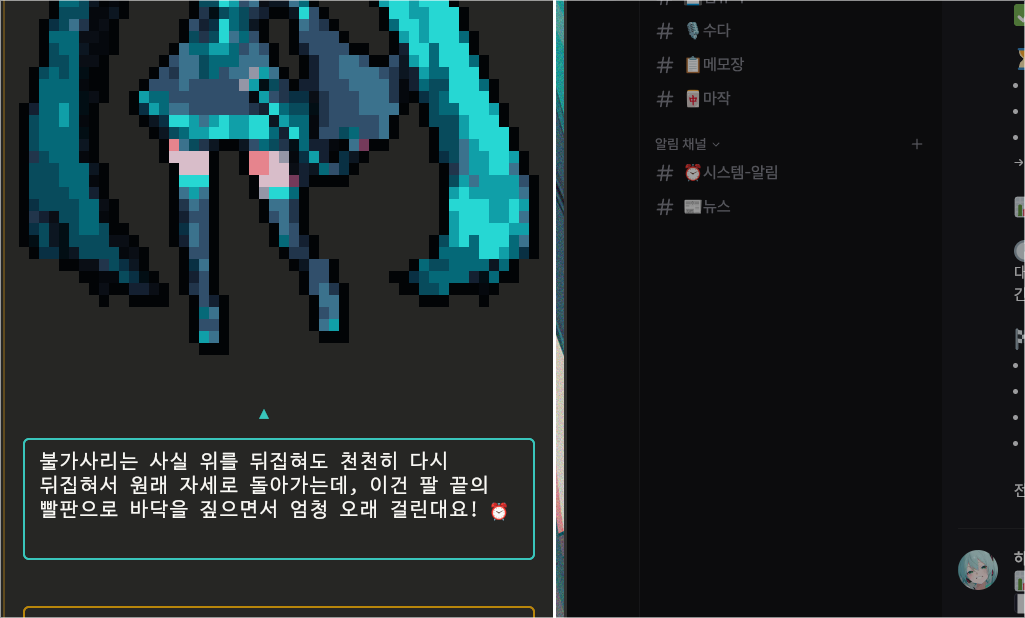 # 🎙️수다
# 📋메모장
# 🀄마작
알림 채널
# ⏰시스템-알림
# 📰뉴스
▲
불가사리는 사실 위를 뒤집혀도 천천히 다시
뒤집혀서 원래 자세로 돌아가는데, 이건 팔 끝의
빨판으로 바닥을 짚으면서 엄청 오래 걸린대요! ⏰